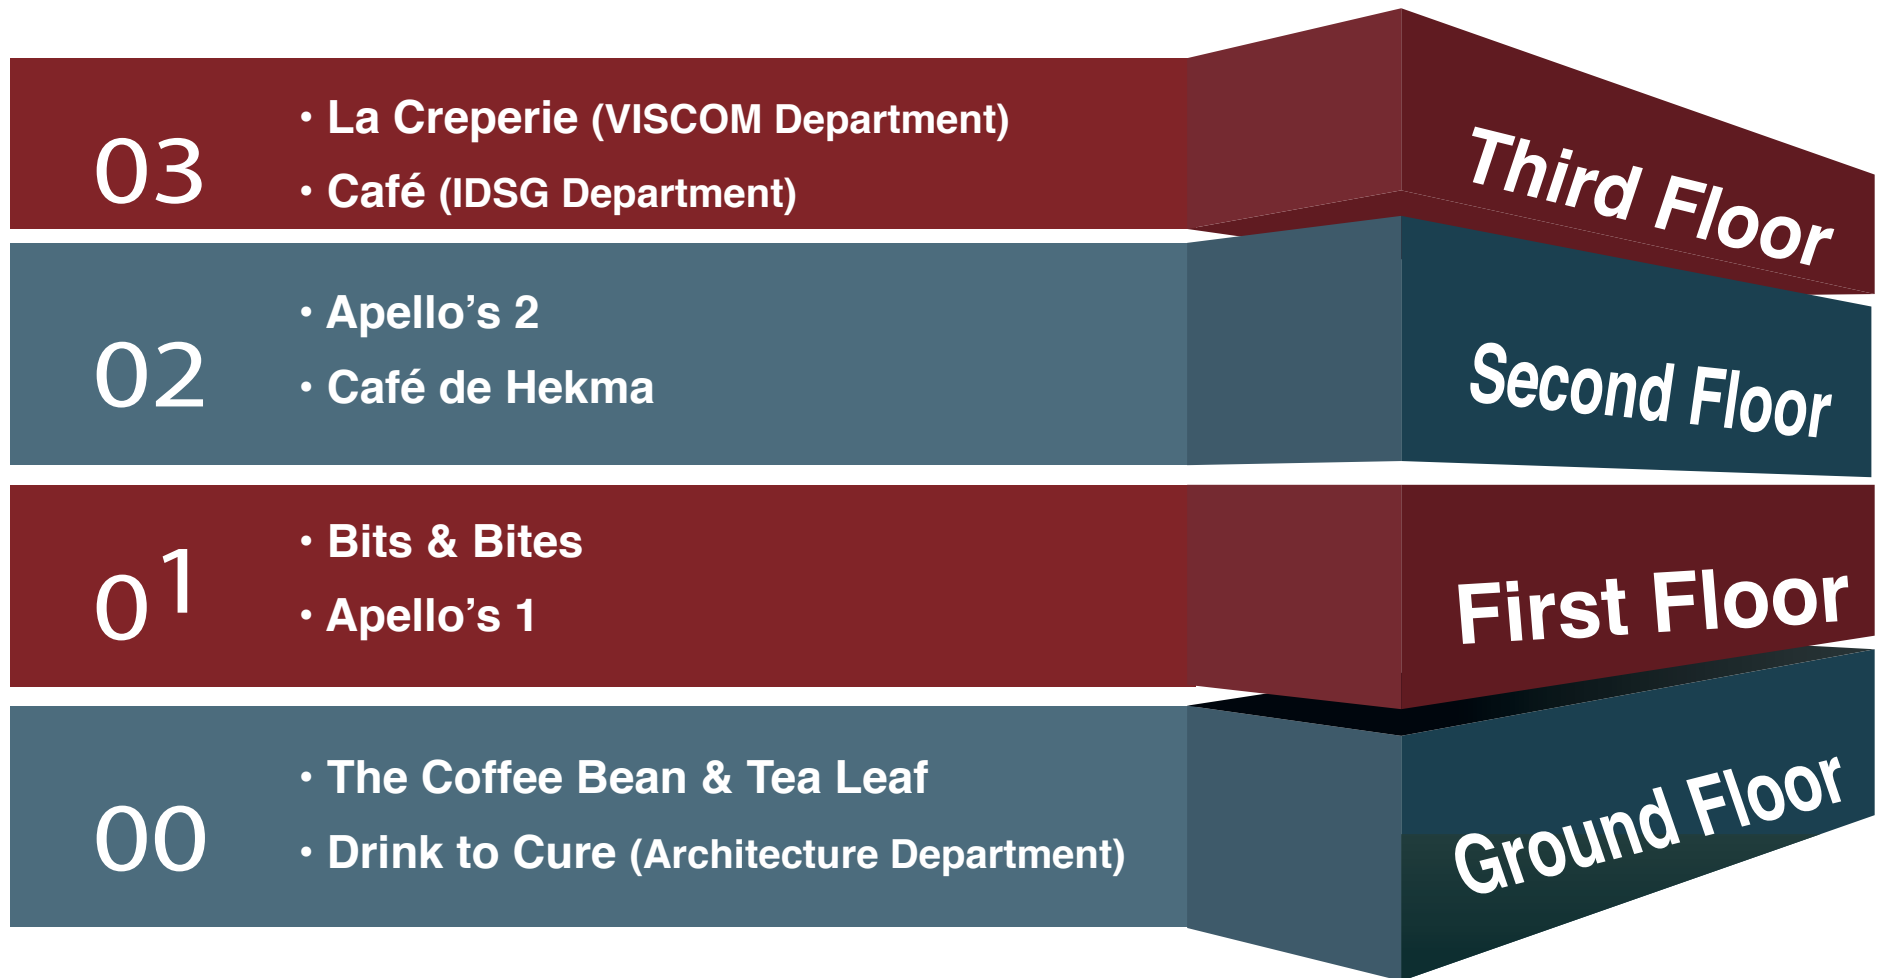 03
• La Creperie (VISCOM Department)
• Café (IDSG Department)
Third Floor
02
• Apello’s 2
• Café de Hekma
Second Floor
01
• Bits & Bites
• Apello’s 1
First Floor
00
• The Coffee Bean & Tea Leaf
• Drink to Cure (Architecture Department)
Ground Floor